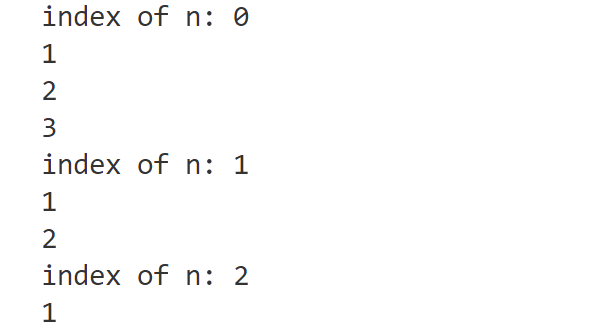 index of n: 0
1
2
3
index of n: 1
1
2
index of n: 2
1